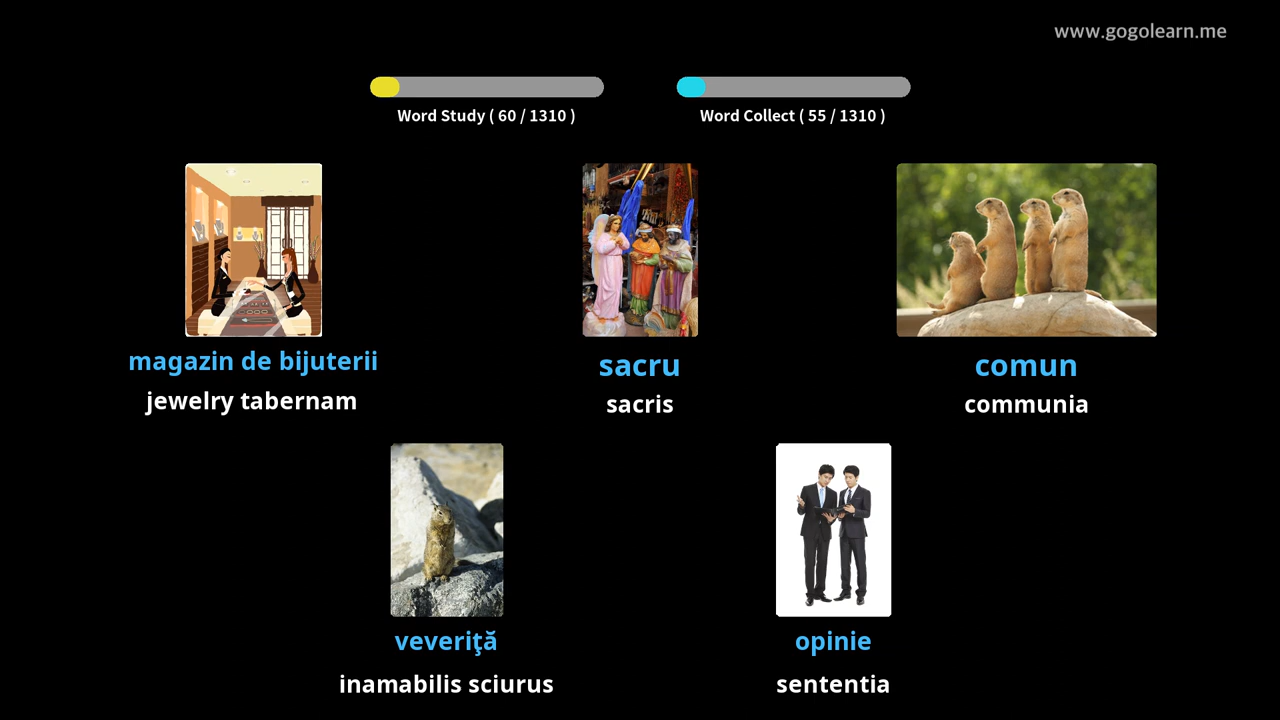 www.gogolearn.me
Word Study ( 60 / 1310 )
Word Collect ( 55 / 1310 )
magazin de bijuterii
jewelry tabernam
sacru
sacris
comun
communia
veveriţă
inamabilis sciurus
opinie
sententia